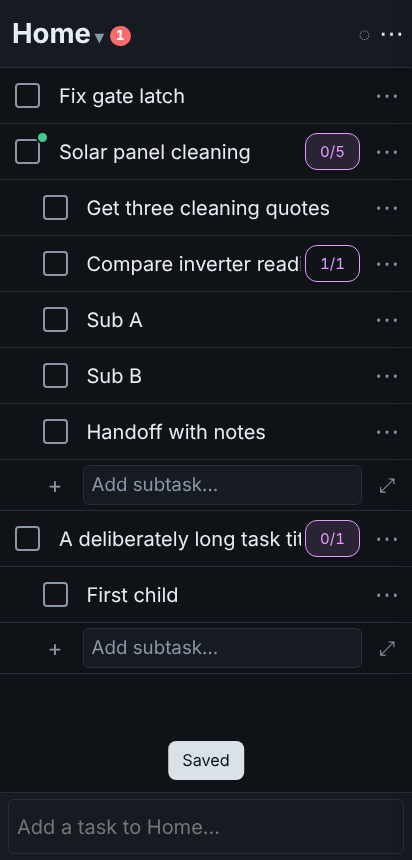 Home ▾ 1 ...
Fix gate latch ...
Solar panel cleaning 0/5 ...
Get three cleaning quotes ...
Compare inverter readi 1/1 ...
Sub A ...
Sub B ...
Handoff with notes ...
+ Add subtask...
A deliberately long task tit 0/1 ...
First child ...
+ Add subtask...
Saved
Add a task to Home...